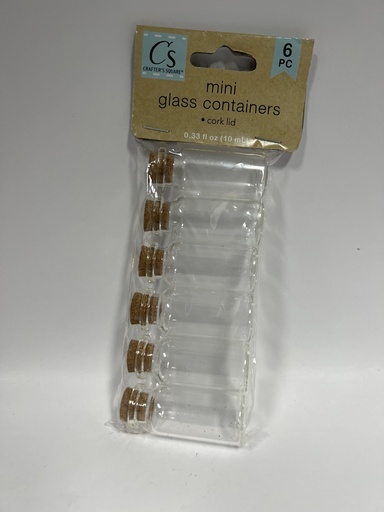 Cs
CRAFTER'S SQUARE®
6
PC
mini
glass containers
• cork lid
0.33 fl oz (10 mL)